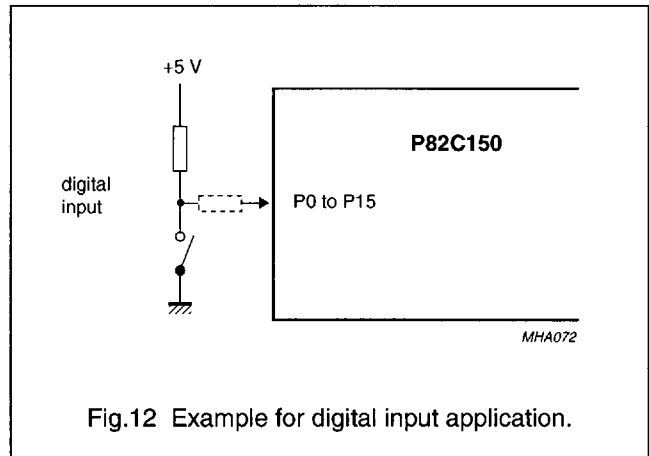 +5 V
P82C150
digital
input
P0 to P15
MHA072
Fig.12 Example for digital input application.